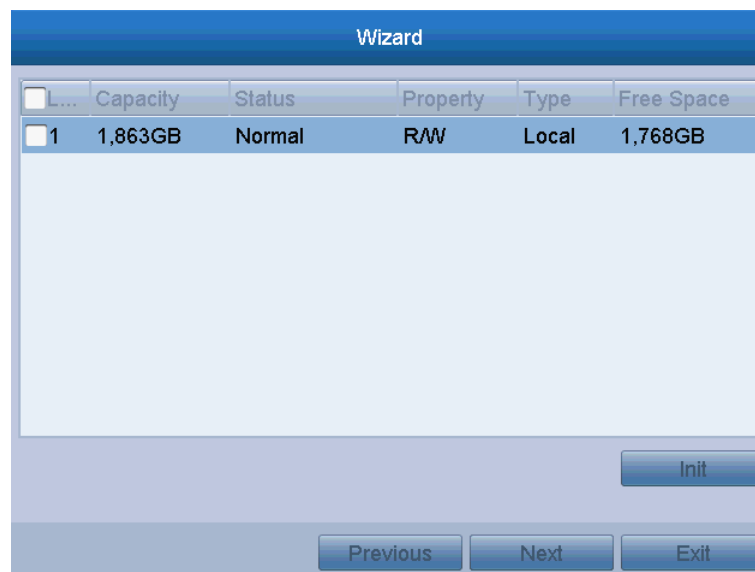 Wizard
L... Capacity Status Property Type Free Space
1 1,863GB Normal R/W Local 1,768GB
Init
Previous Next Exit